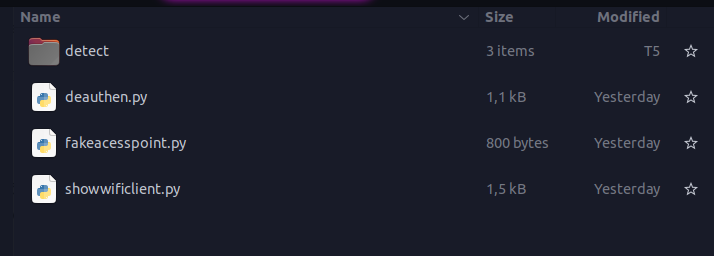 Name Size Modified
detect 3 items T5
deauthen.py 1,1 kB Yesterday
fakeacesspoint.py 800 bytes Yesterday
showwificlient.py 1,5 kB Yesterday